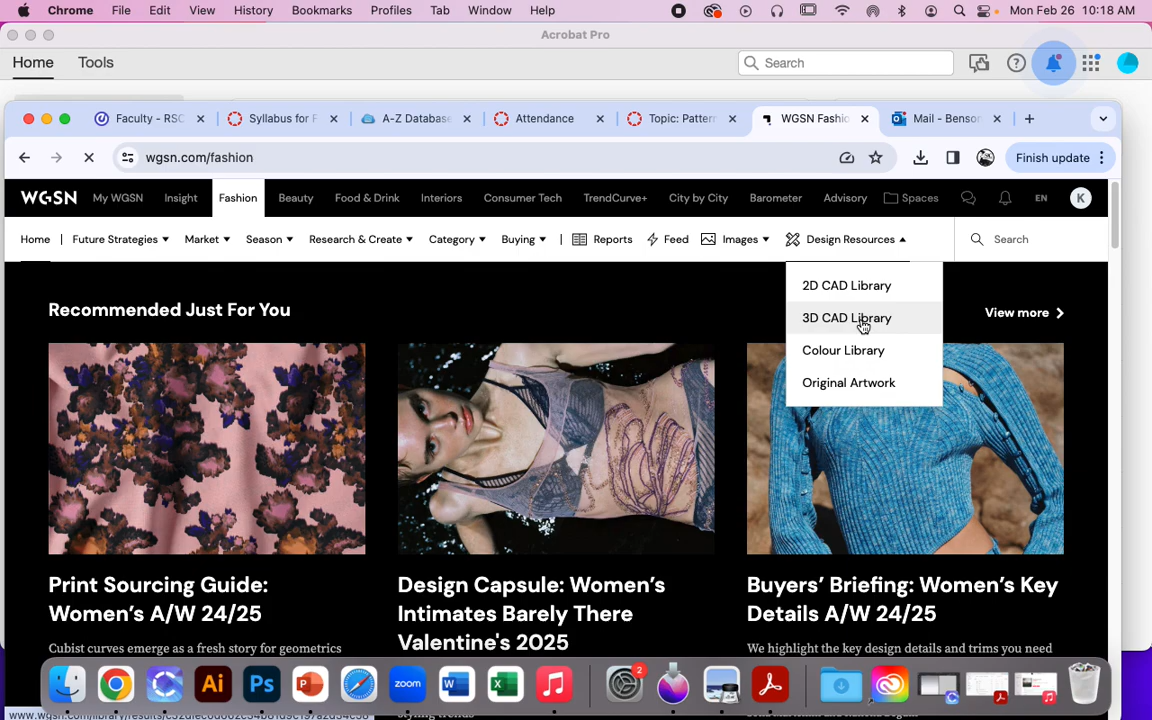 Chrome File Edit View History Bookmarks Profiles Tab Window Help Mon Feb 26 10:18 AM
Acrobat Pro
Home Tools Search
Faculty - RSC Syllabus for F A-Z Database Attendance Topic: Pattern WGSN Fashio Mail - Benson
wgsn.com/fashion Finish update
WGSN My WGSN Insight Fashion Beauty Food & Drink Interiors Consumer Tech TrendCurve+ City by City Barometer Advisory Spaces EN K
Home | Future Strategies Market Season Research & Create Category Buying | Reports Feed Images Design Resources Search
2D CAD Library
Recommended Just For You View more
3D CAD Library
Colour Library
Original Artwork
Print Sourcing Guide:
Women's A/W 24/25
Cubist curves emerge as a fresh story for geometrics
Design Capsule: Women's
Intimates Barely There
Valentine's 2025
Buyers' Briefing: Women's Key
Details A/W 24/25
We highlight the key design details and trims you need
Ai Ps zoom 2